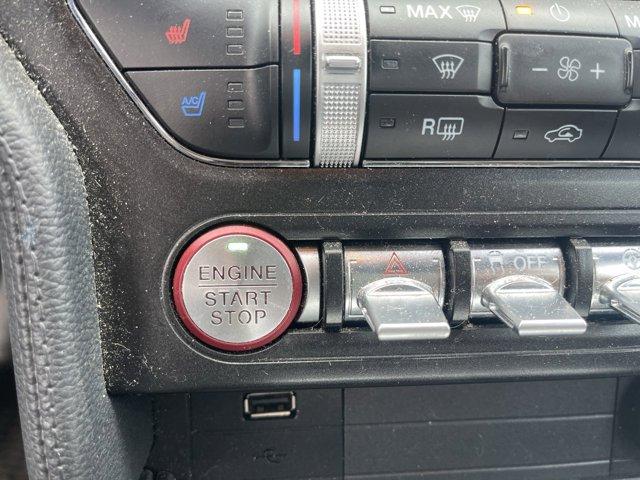 MAX
A/C
R
ENGINE
START
STOP
OFF